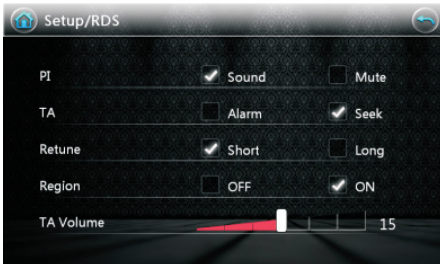 Setup/RDS
PI Sound Mute
TA Alarm Seek
Retune Short Long
Region OFF ON
TA Volume 15